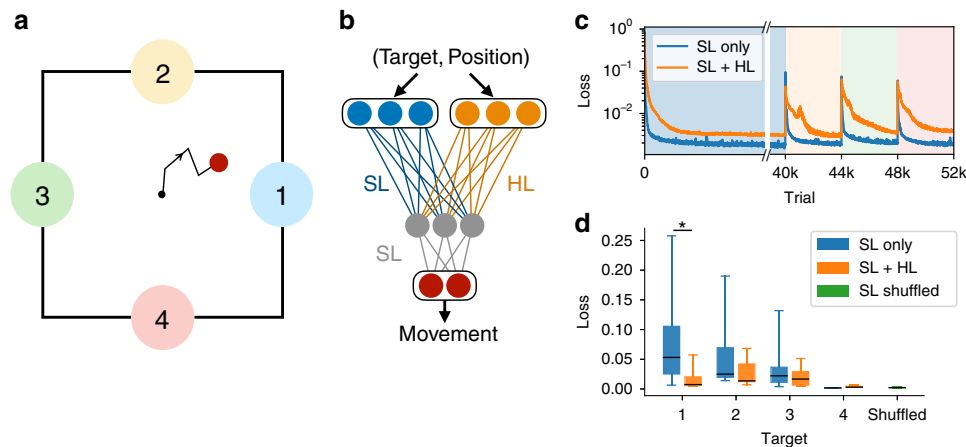 a
2
3
1
4
b
(Target, Position)
SL
HL
SL
Movement
c
Loss
10⁰
10⁻¹
10⁻²
SL only
SL + HL
0
40k
44k
48k
52k
Trial
d
Loss
0.25
0.20
0.15
0.10
0.05
0.00
*
SL only
SL + HL
SL shuffled
1
2
3
4
Shuffled
Target